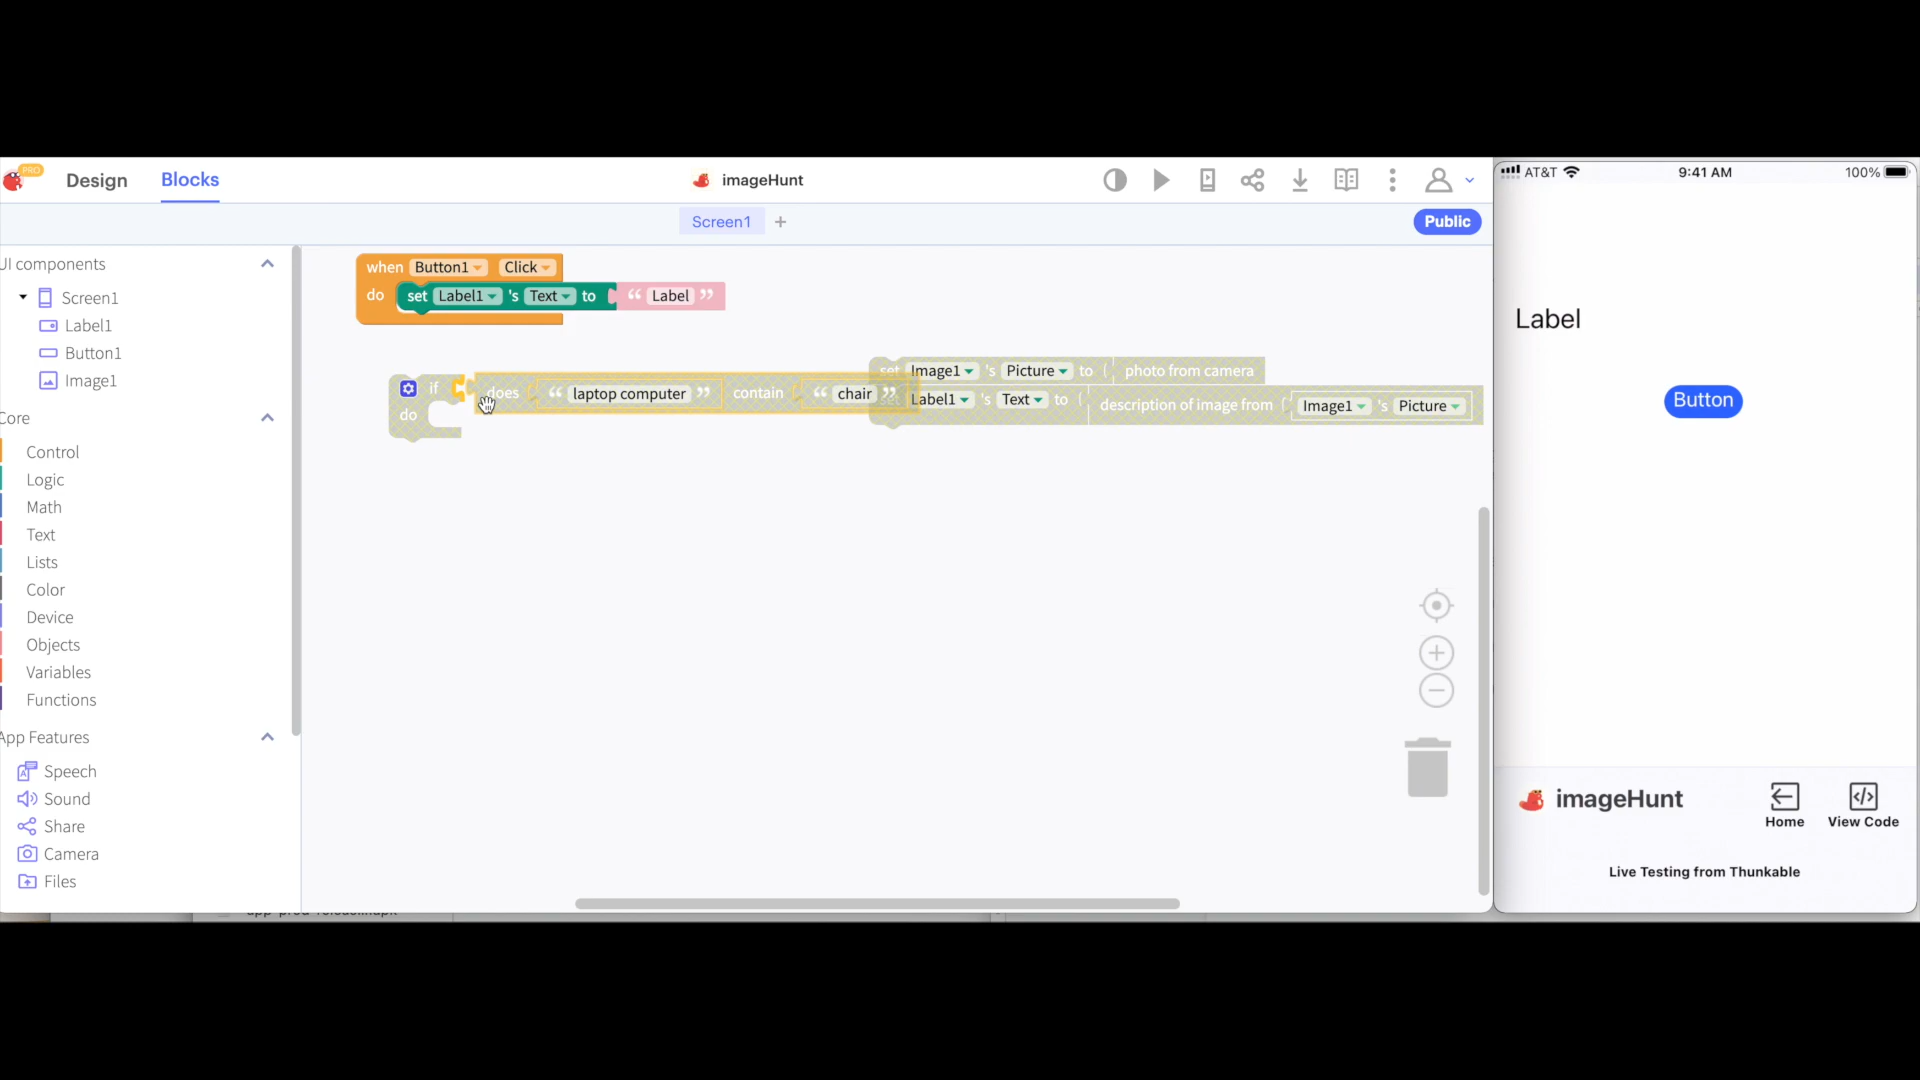 PRO
Design
Blocks
imageHunt
AT&T
9:41 AM
100%
Screen1
+
Public
UI components
Screen1
Label1
Button1
Image1
Core
Control
Logic
Math
Text
Lists
Color
Device
Objects
Variables
Functions
App Features
Speech
Sound
Share
Camera
Files
when Button1 Click
do set Label1 's Text to “ Label ”
if does “ laptop computer ” contain “ chair ”
do
set Image1 's Picture to photo from camera
Label1 's Text to description of image from Image1 's Picture
Label
Button
imageHunt
Home
View Code
Live Testing from Thunkable